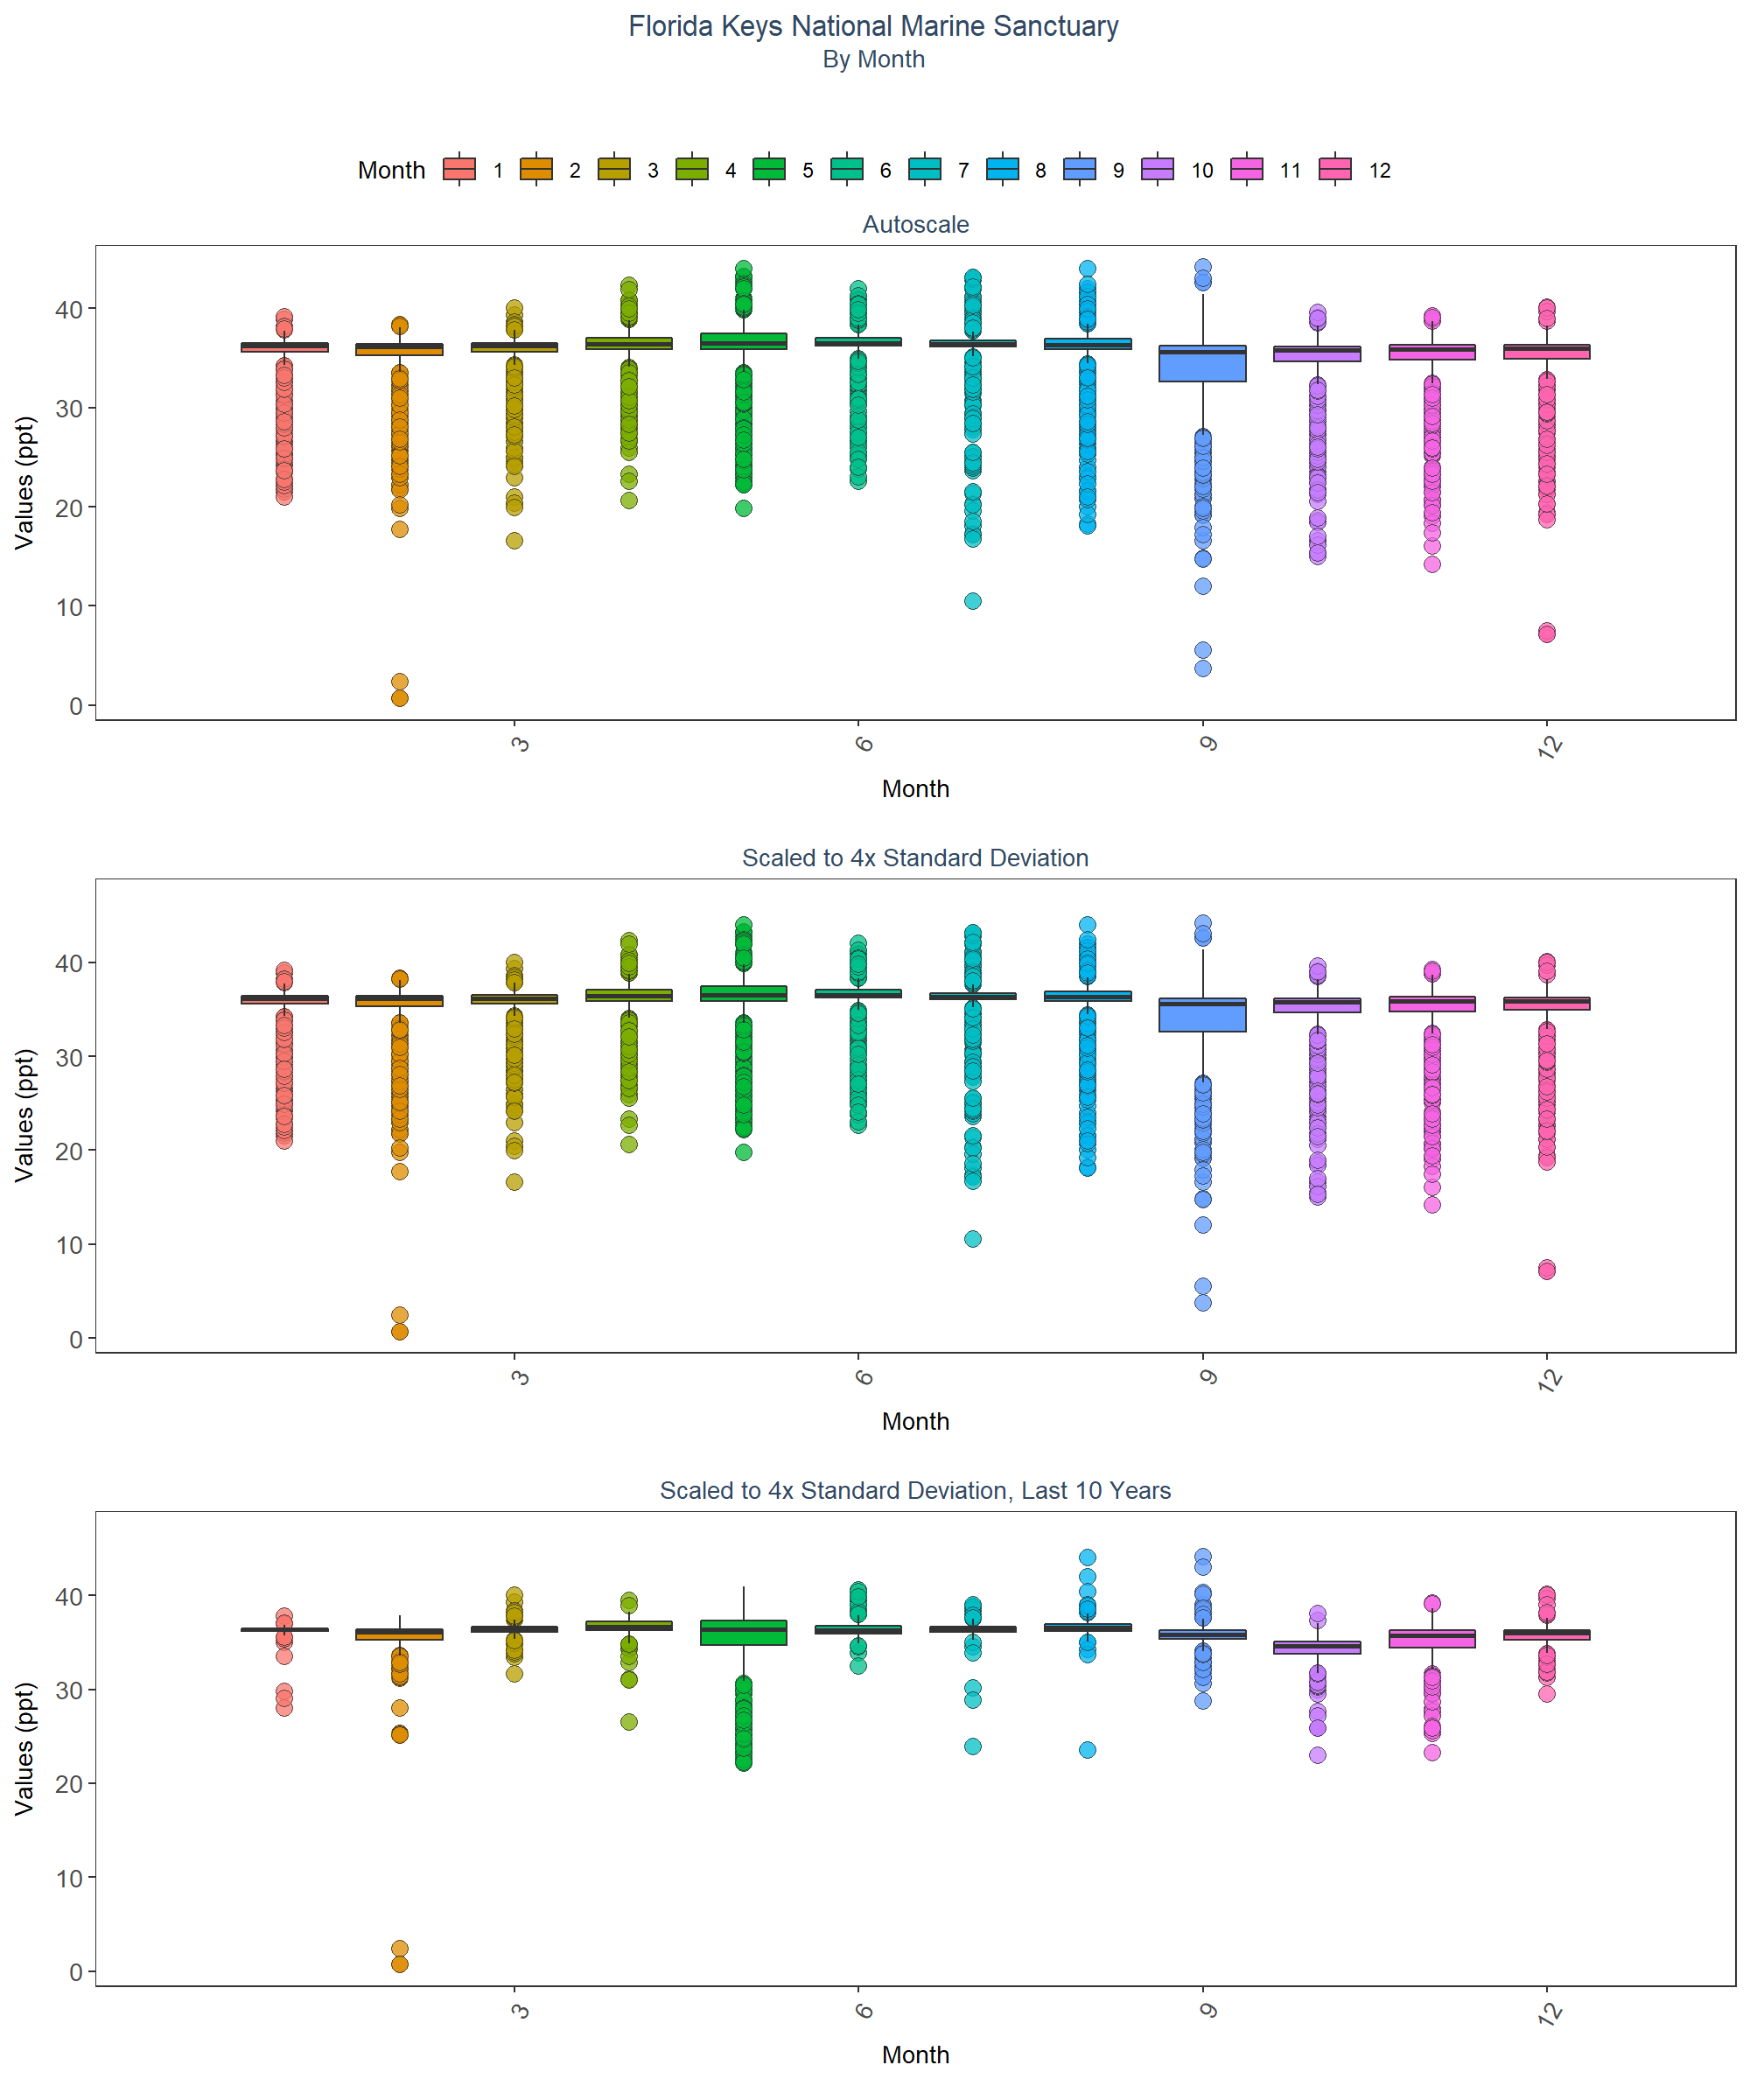 Florida Keys National Marine Sanctuary
By Month
Month 1 2 3 4 5 6 7 8 9 10 11 12
Autoscale
Values (ppt)
40
30
20
10
0
3 6 9 12
Month
Scaled to 4x Standard Deviation
Values (ppt)
40
30
20
10
0
3 6 9 12
Month
Scaled to 4x Standard Deviation, Last 10 Years
Values (ppt)
40
30
20
10
0
3 6 9 12
Month